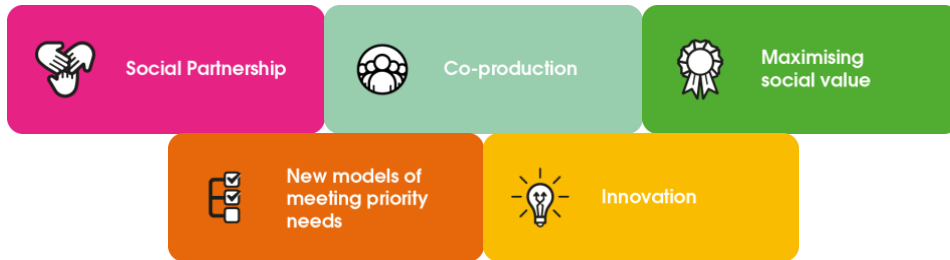 Social Partnership
Co-production
Maximising
social value
New models of
meeting priority
needs
Innovation